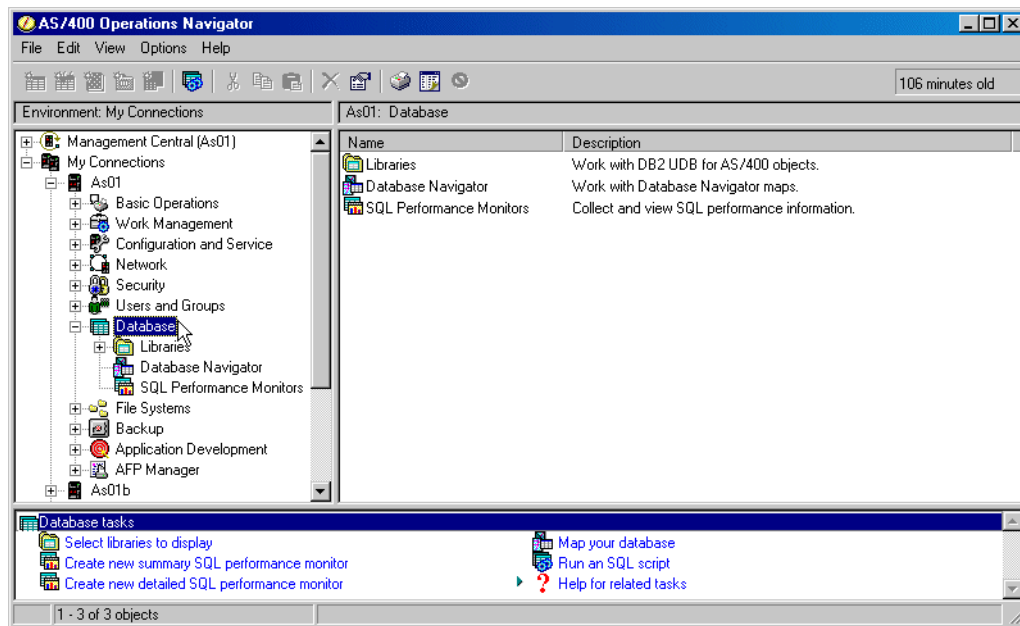 AS/400 Operations Navigator
File Edit View Options Help
106 minutes old
Environment: My Connections
As01: Database
Management Central (As01)
My Connections
As01
Basic Operations
Work Management
Configuration and Service
Network
Security
Users and Groups
Database
Libraries
Database Navigator
SQL Performance Monitors
File Systems
Backup
Application Development
AFP Manager
As01b
Name Description
Libraries Work with DB2 UDB for AS/400 objects.
Database Navigator Work with Database Navigator maps.
SQL Performance Monitors Collect and view SQL performance information.
Database tasks
Select libraries to display
Create new summary SQL performance monitor
Create new detailed SQL performance monitor
Map your database
Run an SQL script
Help for related tasks
1 - 3 of 3 objects